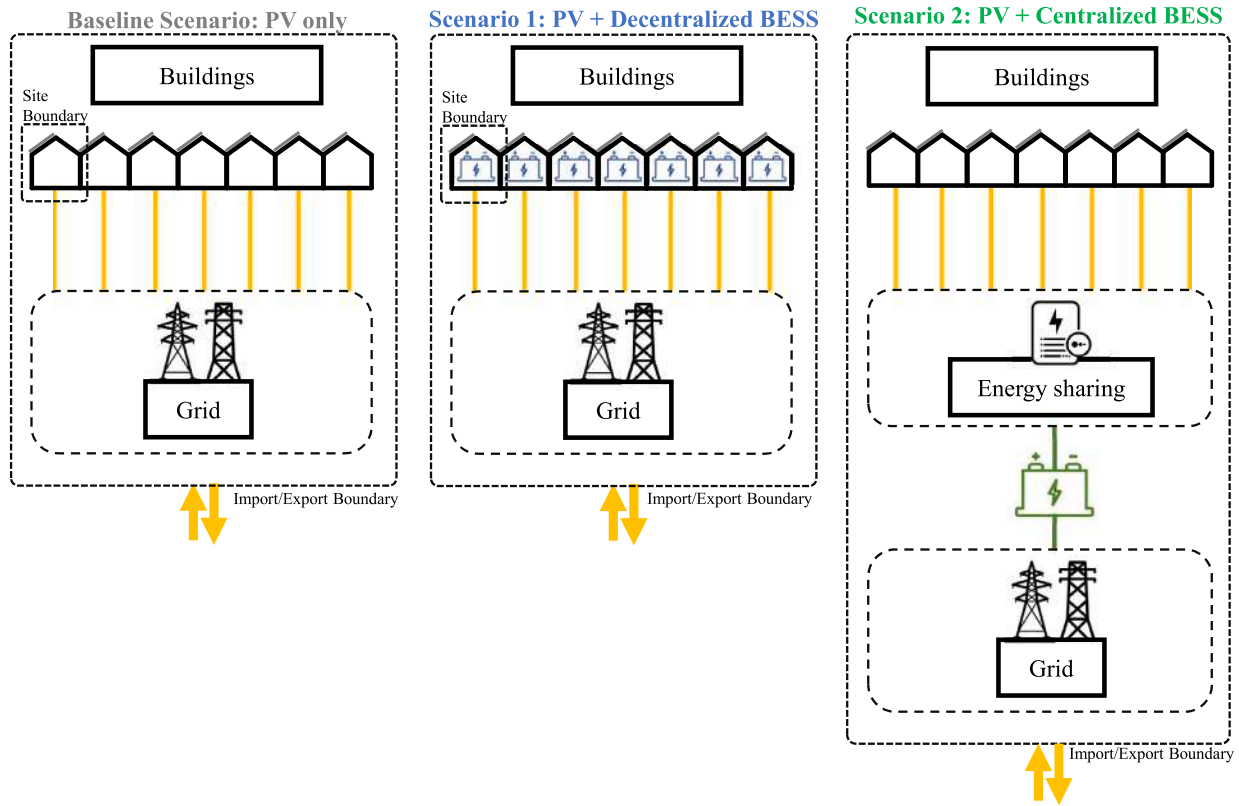 Baseline Scenario: PV only
Buildings
Site
Boundary
Grid
Import/Export Boundary
Scenario 1: PV + Decentralized BESS
Buildings
Site
Boundary
Grid
Import/Export Boundary
Scenario 2: PV + Centralized BESS
Buildings
Energy sharing
Grid
Import/Export Boundary